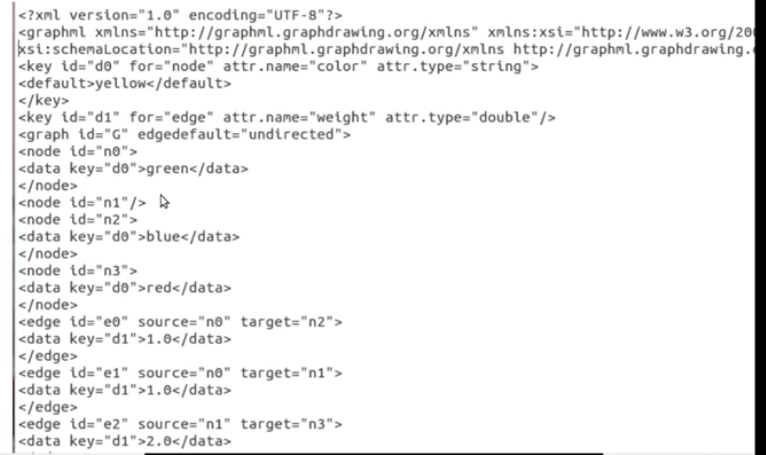 <?xml version="1.0" encoding="UTF-8"?>
<graphml xmlns="http://graphml.graphdrawing.org/xmlns" xmlns:xsi="http://www.w3.org/20
xsi:schemaLocation="http://graphml.graphdrawing.org/xmlns http://graphml.graphdrawing.
<key id="d0" for="node" attr.name="color" attr.type="string">
<default>yellow</default>
</key>
<key id="d1" for="edge" attr.name="weight" attr.type="double"/>
<graph id="G" edgedefault="undirected">
<node id="n0">
<data key="d0">green</data>
</node>
<node id="n1"/>
<node id="n2">
<data key="d0">blue</data>
</node>
<node id="n3">
<data key="d0">red</data>
</node>
<edge id="e0" source="n0" target="n2">
<data key="d1">1.0</data>
</edge>
<edge id="e1" source="n0" target="n1">
<data key="d1">1.0</data>
</edge>
<edge id="e2" source="n1" target="n3">
<data key="d1">2.0</data>